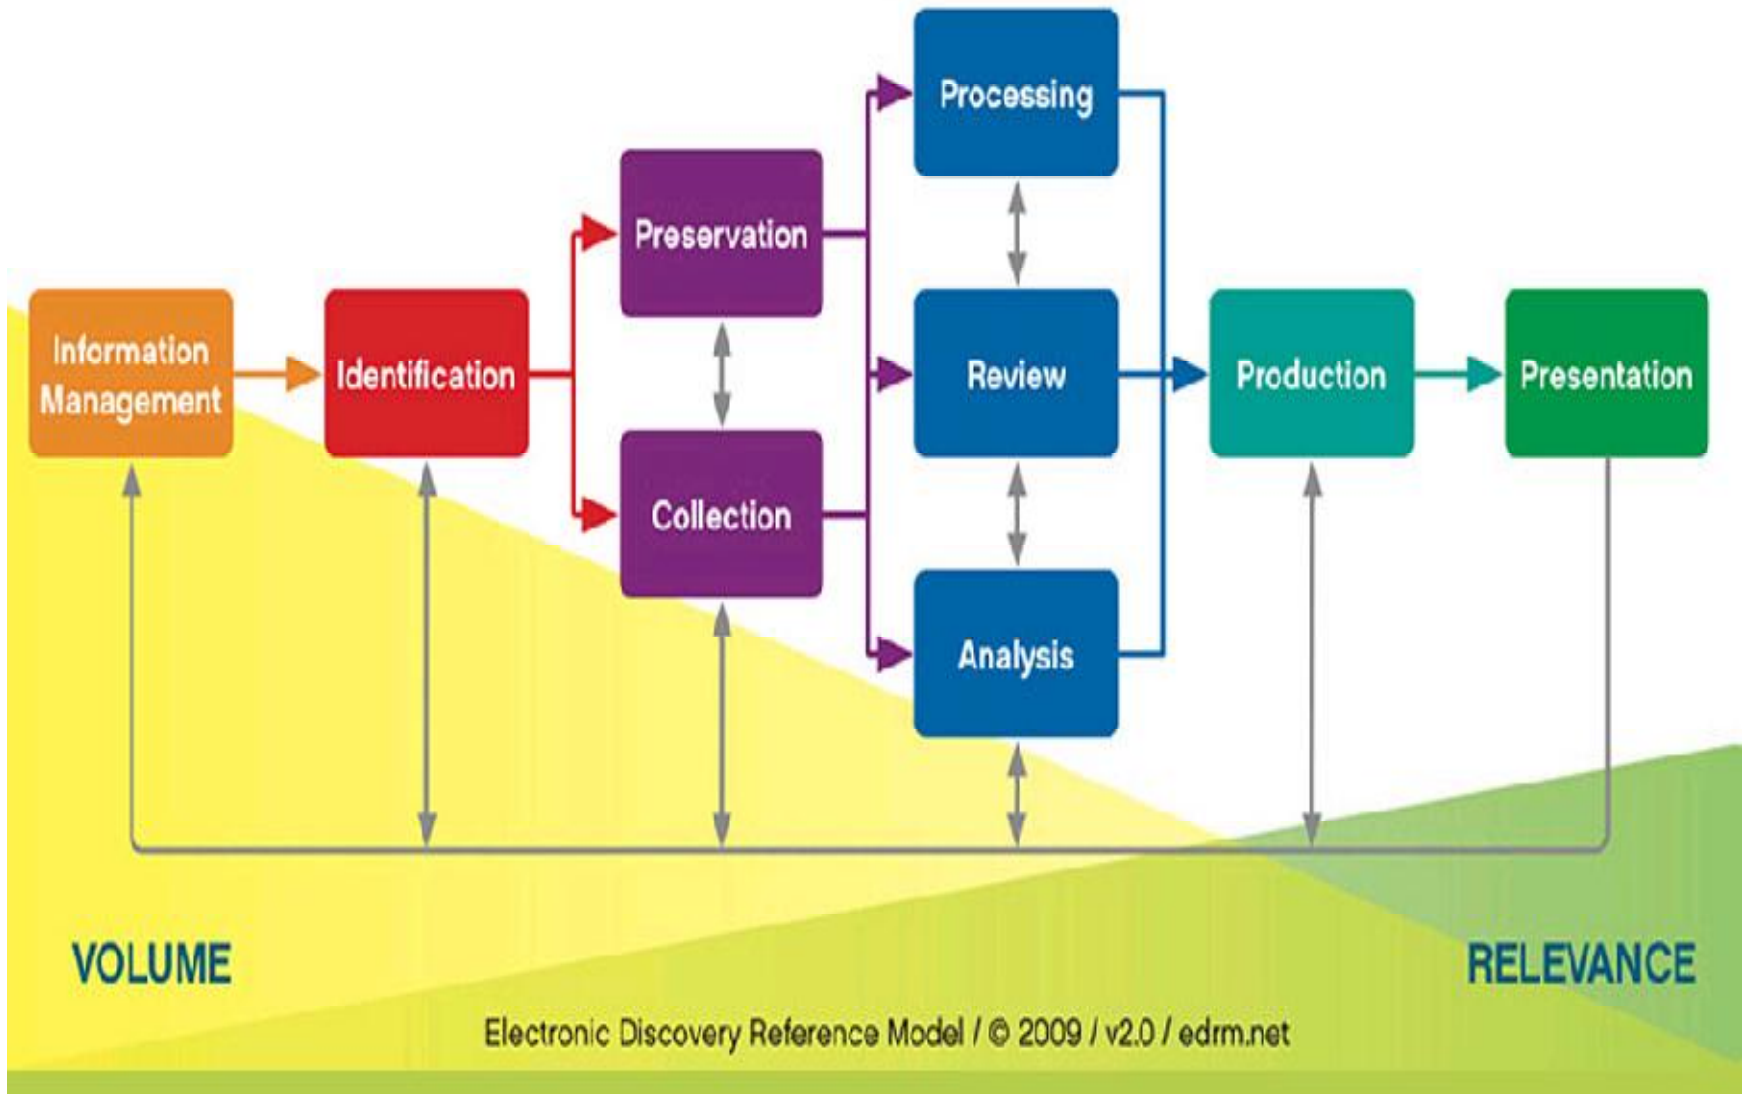 Information
Management
Identification
Preservation
Collection
Processing
Review
Analysis
Production
Presentation
VOLUME
RELEVANCE
Electronic Discovery Reference Model / © 2009 / v2.0 / edrm.net